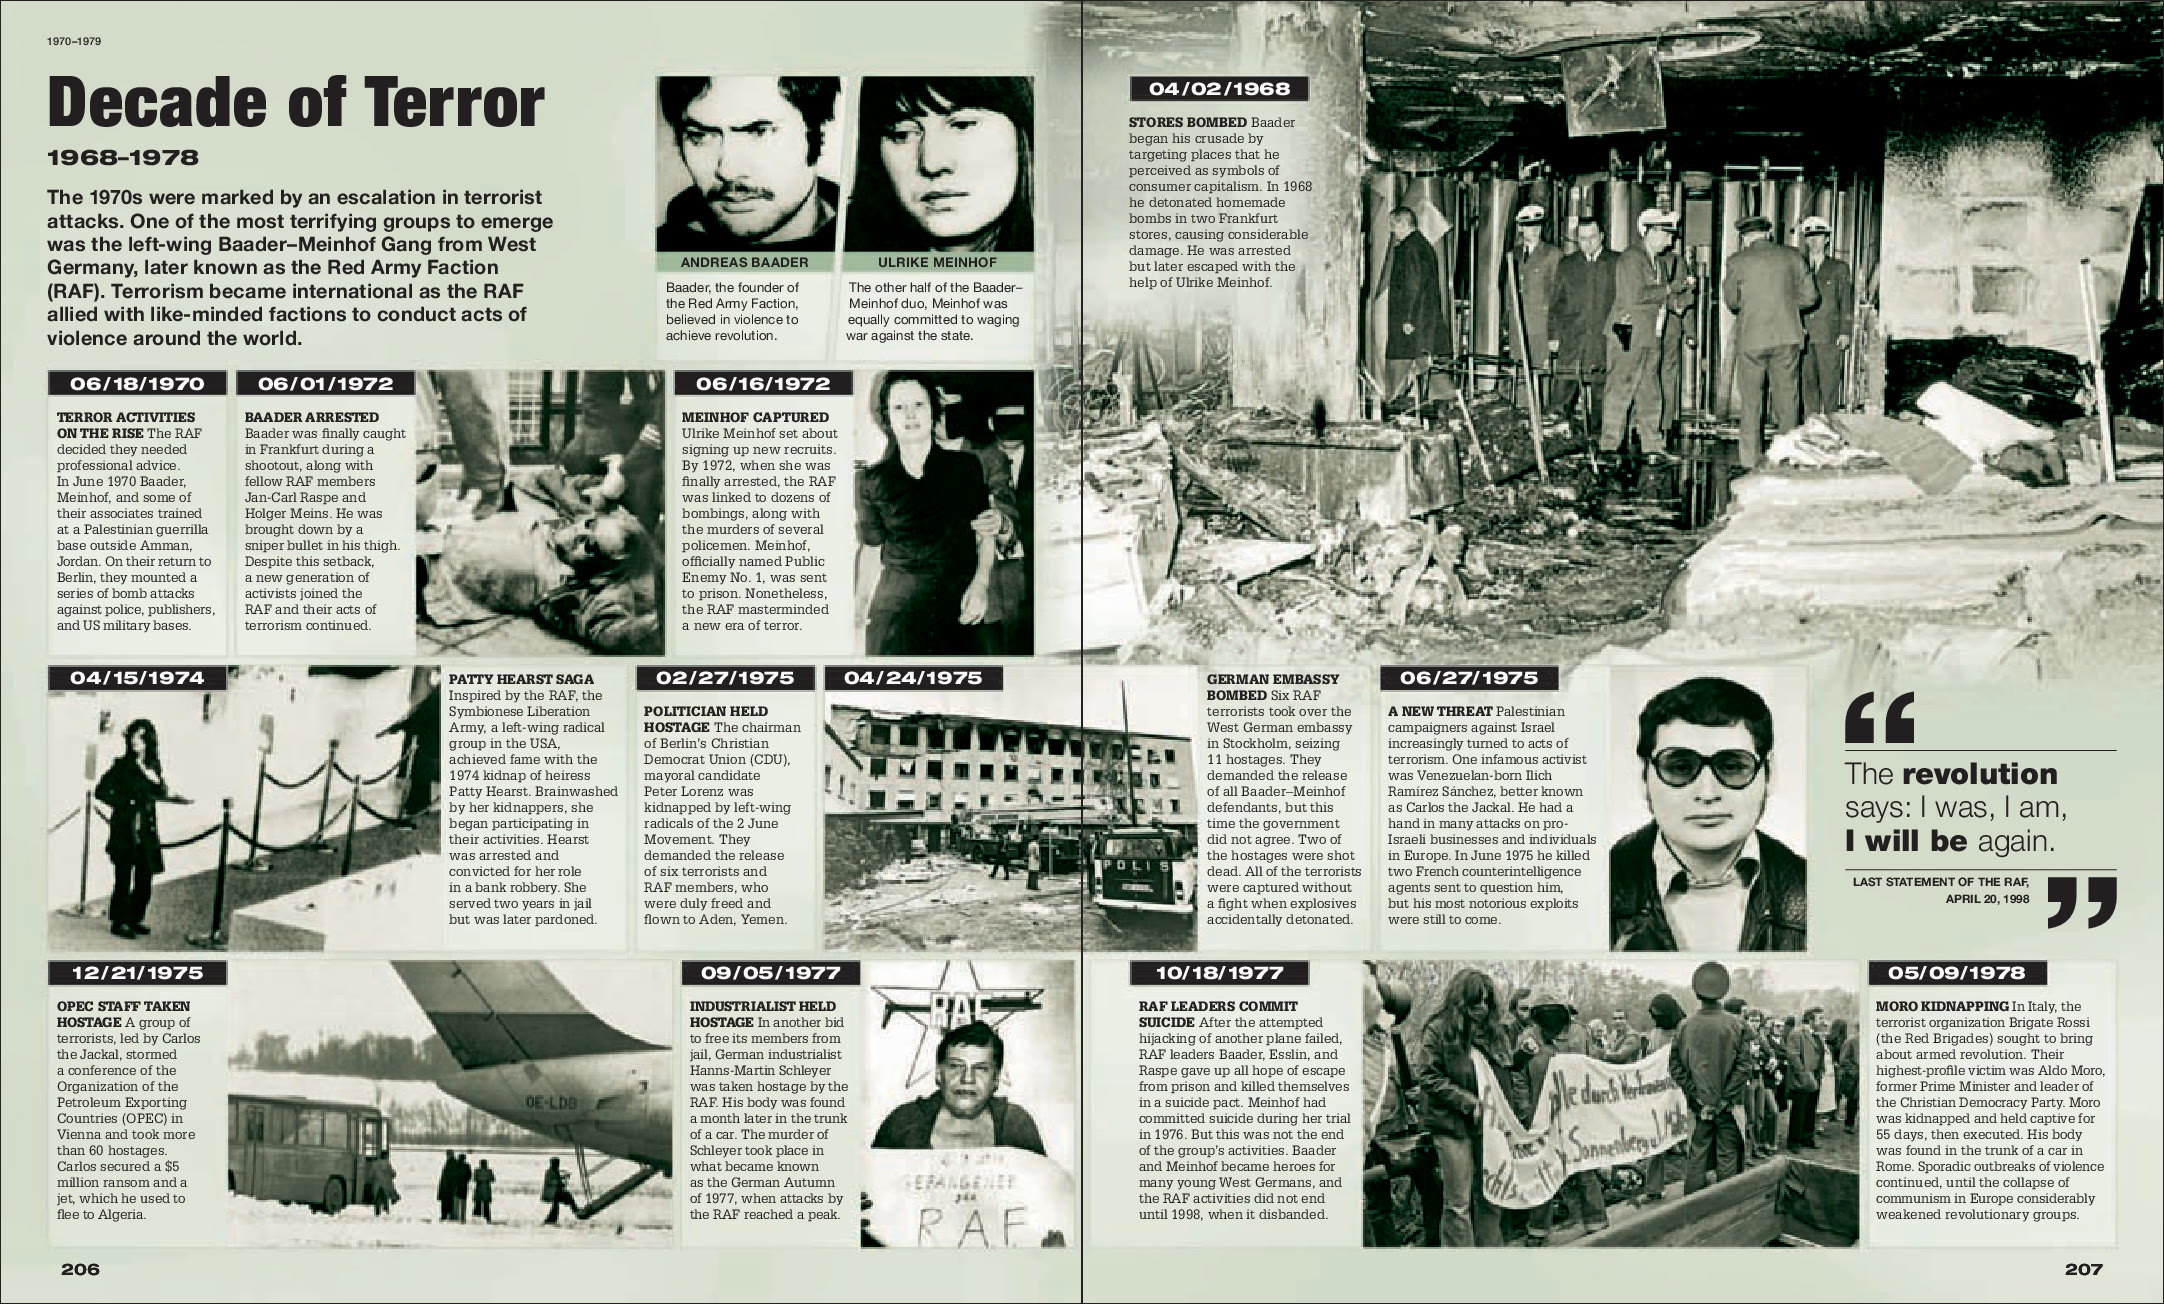 1970–1979
Decade of Terror
1968–1978
The 1970s were marked by an escalation in terrorist
attacks. One of the most terrifying groups to emerge
was the left-wing Baader–Meinhof Gang from West
Germany, later known as the Red Army Faction
(RAF). Terrorism became international as the RAF
allied with like-minded factions to conduct acts of
violence around the world.
ANDREAS BAADER
Baader, the founder of
the Red Army Faction,
believed in violence to
achieve revolution.
ULRIKE MEINHOF
The other half of the Baader–
Meinhof duo, Meinhof was
equally committed to waging
war against the state.
04/02/1968
STORES BOMBED Baader
began his crusade by
targeting places that he
perceived as symbols of
consumer capitalism. In 1968
he detonated homemade
bombs in two Frankfurt
stores, causing considerable
damage. He was arrested
but later escaped with the
help of Ulrike Meinhof.
06/18/1970
TERROR ACTIVITIES
ON THE RISE The RAF
decided they needed
professional advice.
In June 1970 Baader,
Meinhof, and some of
their associates trained
at a Palestinian guerrilla
base outside Amman,
Jordan. On their return to
Berlin, they mounted a
series of bomb attacks
against police, publishers,
and US military bases.
06/01/1972
BAADER ARRESTED
Baader was finally caught
in Frankfurt during a
shootout, along with
fellow RAF members
Jan-Carl Raspe and
Holger Meins. He was
brought down by a
sniper bullet in his thigh.
Despite this setback,
a new generation of
activists joined the
RAF and their acts of
terrorism continued.
06/16/1972
MEINHOF CAPTURED
Ulrike Meinhof set about
signing up new recruits.
By 1972, when she was
finally arrested, the RAF
was linked to dozens of
bombings, along with
the murders of several
policemen. Meinhof,
officially named Public
Enemy No. 1, was sent
to prison. Nonetheless,
the RAF masterminded
a new era of terror.
04/15/1974
PATTY HEARST SAGA
Inspired by the RAF, the
Symbionese Liberation
Army, a left-wing radical
group in the USA,
achieved fame with the
1974 kidnap of heiress
Patty Hearst. Brainwashed
by her kidnappers, she
began participating in
their activities. Hearst
was arrested and
convicted for her role
in a bank robbery. She
served two years in jail
but was later pardoned.
02/27/1975
POLITICIAN HELD
HOSTAGE The chairman
of Berlin's Christian
Democrat Union (CDU),
mayoral candidate
Peter Lorenz was
kidnapped by left-wing
radicals of the 2 June
Movement. They
demanded the release
of six terrorists and
RAF members, who
were duly freed and
flown to Aden, Yemen.
04/24/1975
POLIS
GERMAN EMBASSY
BOMBED Six RAF
terrorists took over the
West German embassy
in Stockholm, seizing
11 hostages. They
demanded the release
of all Baader–Meinhof
defendants, but this
time the government
did not agree. Two of
the hostages were shot
dead. All of the terrorists
were captured without
a fight when explosives
accidentally detonated.
06/27/1975
A NEW THREAT Palestinian
campaigners against Israel
increasingly turned to acts of
terrorism. One infamous activist
was Venezuelan-born Ilich
Ramírez Sánchez, better known
as Carlos the Jackal. He had a
hand in many attacks on pro-
Israeli businesses and individuals
in Europe. In June 1975 he killed
two French counterintelligence
agents sent to question him,
but his most notorious exploits
were still to come.
“
The revolution
says: I was, I am,
I will be again.
LAST STATEMENT OF THE RAF,
APRIL 20, 1998
”
12/21/1975
OPEC STAFF TAKEN
HOSTAGE A group of
terrorists, led by Carlos
the Jackal, stormed
a conference of the
Organization of the
Petroleum Exporting
Countries (OPEC) in
Vienna and took more
than 60 hostages.
Carlos secured a $5
million ransom and a
jet, which he used to
flee to Algeria.
OE-LDB
09/05/1977
INDUSTRIALIST HELD
HOSTAGE In another bid
to free its members from
jail, German industrialist
Hanns-Martin Schleyer
was taken hostage by the
RAF. His body was found
a month later in the trunk
of a car. The murder of
Schleyer took place in
what became known
as the German Autumn
of 1977, when attacks by
the RAF reached a peak.
RAF
GEFANGENER
DER
R.A.F.
10/18/1977
RAF LEADERS COMMIT
SUICIDE After the attempted
hijacking of another plane failed,
RAF leaders Baader, Esslin, and
Raspe gave up all hope of escape
from prison and killed themselves
in a suicide pact. Meinhof had
committed suicide during her trial
in 1976. But this was not the end
of the group's activities. Baader
and Meinhof became heroes for
many young West Germans, and
the RAF activities did not end
until 1998, when it disbanded.
durch
Sonnenberg
05/09/1978
MORO KIDNAPPING In Italy, the
terrorist organization Brigate Rossi
(the Red Brigades) sought to bring
about armed revolution. Their
highest-profile victim was Aldo Moro,
former Prime Minister and leader of
the Christian Democracy Party. Moro
was kidnapped and held captive for
55 days, then executed. His body
was found in the trunk of a car in
Rome. Sporadic outbreaks of violence
continued, until the collapse of
communism in Europe considerably
weakened revolutionary groups.
206
207